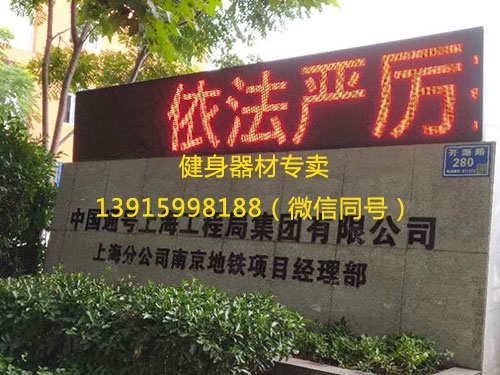 依法严厉
开源路
280
健身器材专卖
13915998188（微信同号）
中国通号上海工程局集团有限公司
上海分公司南京地铁项目经理部